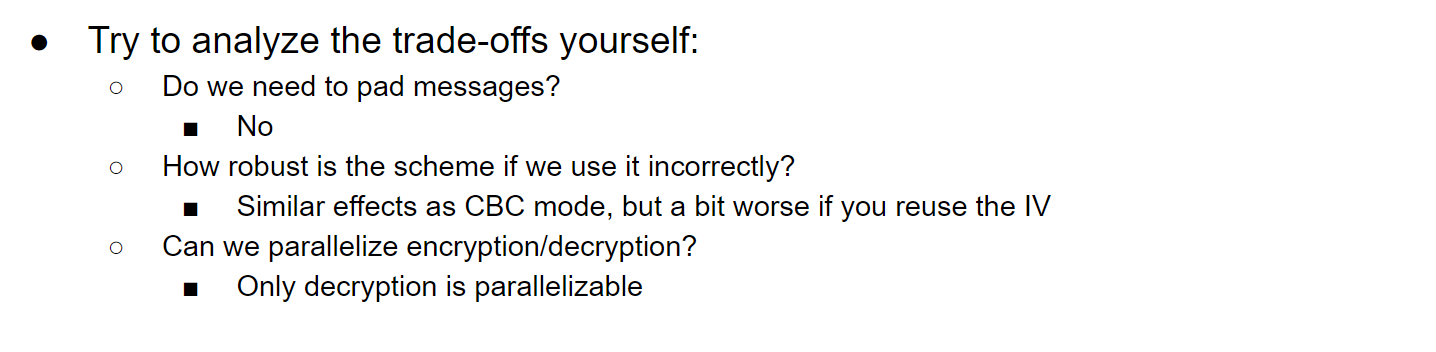 ● Try to analyze the trade-offs yourself:
○ Do we need to pad messages?
■ No
○ How robust is the scheme if we use it incorrectly?
■ Similar effects as CBC mode, but a bit worse if you reuse the IV
○ Can we parallelize encryption/decryption?
■ Only decryption is parallelizable